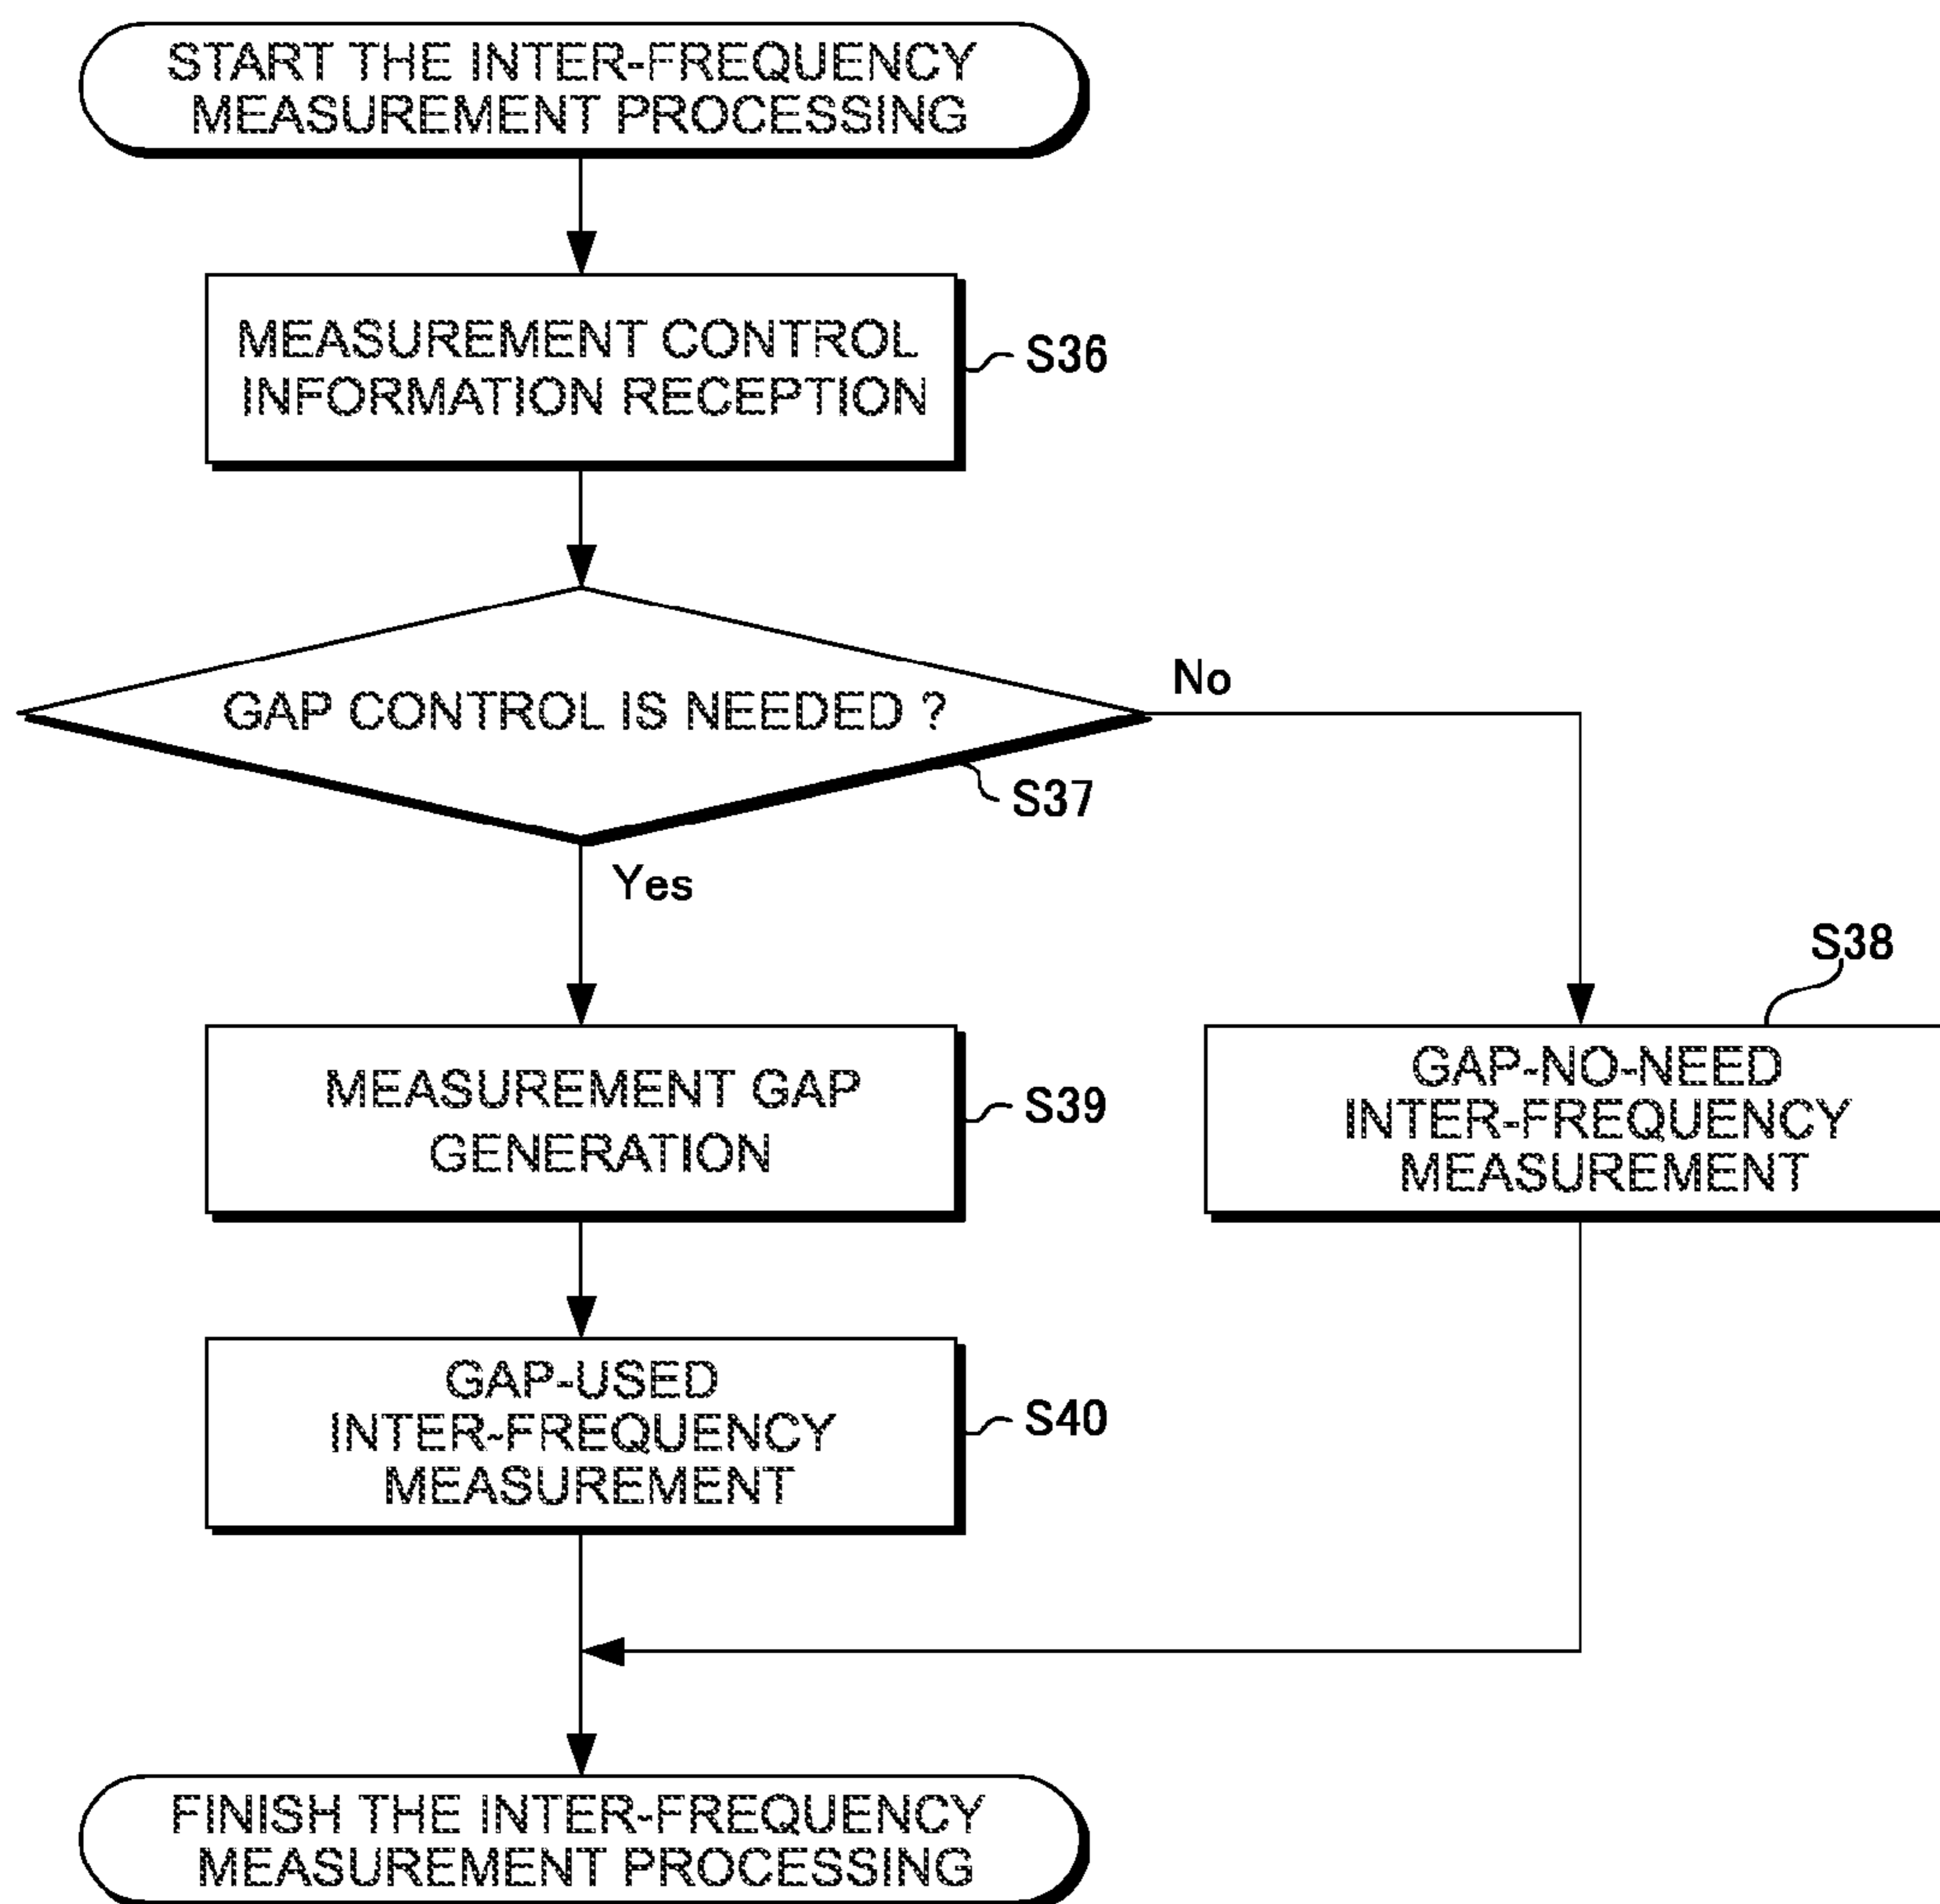 START THE INTER-FREQUENCY
MEASUREMENT PROCESSING
MEASUREMENT CONTROL
INFORMATION RECEPTION
S36
GAP CONTROL IS NEEDED ?
No
S37
Yes
S38
MEASUREMENT GAP
GENERATION
S39
GAP-NO-NEED
INTER-FREQUENCY
MEASUREMENT
GAP-USED
INTER-FREQUENCY
MEASUREMENT
S40
FINISH THE INTER-FREQUENCY
MEASUREMENT PROCESSING